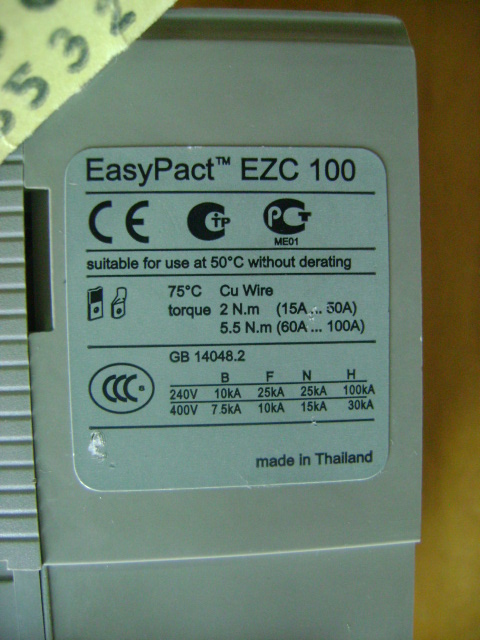 532
EasyPact™ EZC 100
CE
ME01
suitable for use at 50°C without derating
75°C Cu Wire
torque 2 N.m (15A ... 50A)
5.5 N.m (60A ... 100A)
GB 14048.2
CCC
B F N H
240V 10kA 25kA 25kA 100kA
400V 7.5kA 10kA 15kA 30kA
made in Thailand